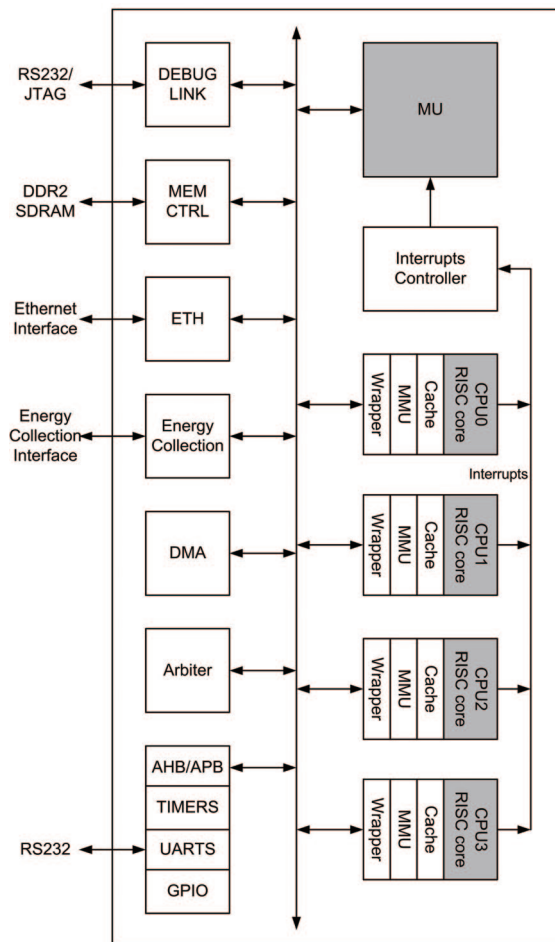 RS232/
JTAG
DEBUG
LINK
MU
DDR2
SDRAM
MEM
CTRL
Interrupts
Controller
Ethernet
Interface
ETH
Wrapper
MMU
Cache
CPU0
RISC core
Energy
Collection
Interface
Energy
Collection
Interrupts
Wrapper
MMU
Cache
CPU1
RISC core
DMA
Wrapper
MMU
Cache
CPU2
RISC core
Arbiter
AHB/APB
TIMERS
RS232
UARTS
GPIO
Wrapper
MMU
Cache
CPU3
RISC core